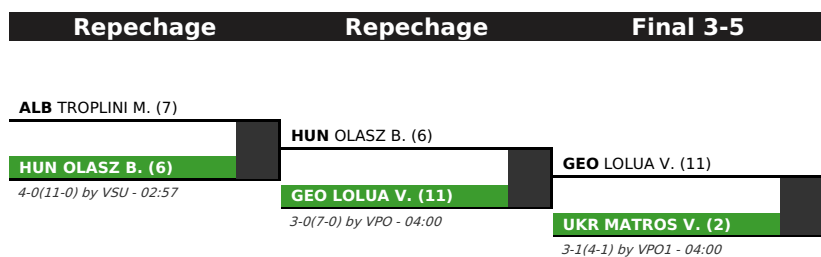 Repechage
Repechage
Final 3-5
ALB TROPLINI M. (7)
HUN OLASZ B. (6)
4-0(11-0) by VSU - 02:57
HUN OLASZ B. (6)
GEO LOLUA V. (11)
3-0(7-0) by VPO - 04:00
GEO LOLUA V. (11)
UKR MATROS V. (2)
3-1(4-1) by VPO1 - 04:00